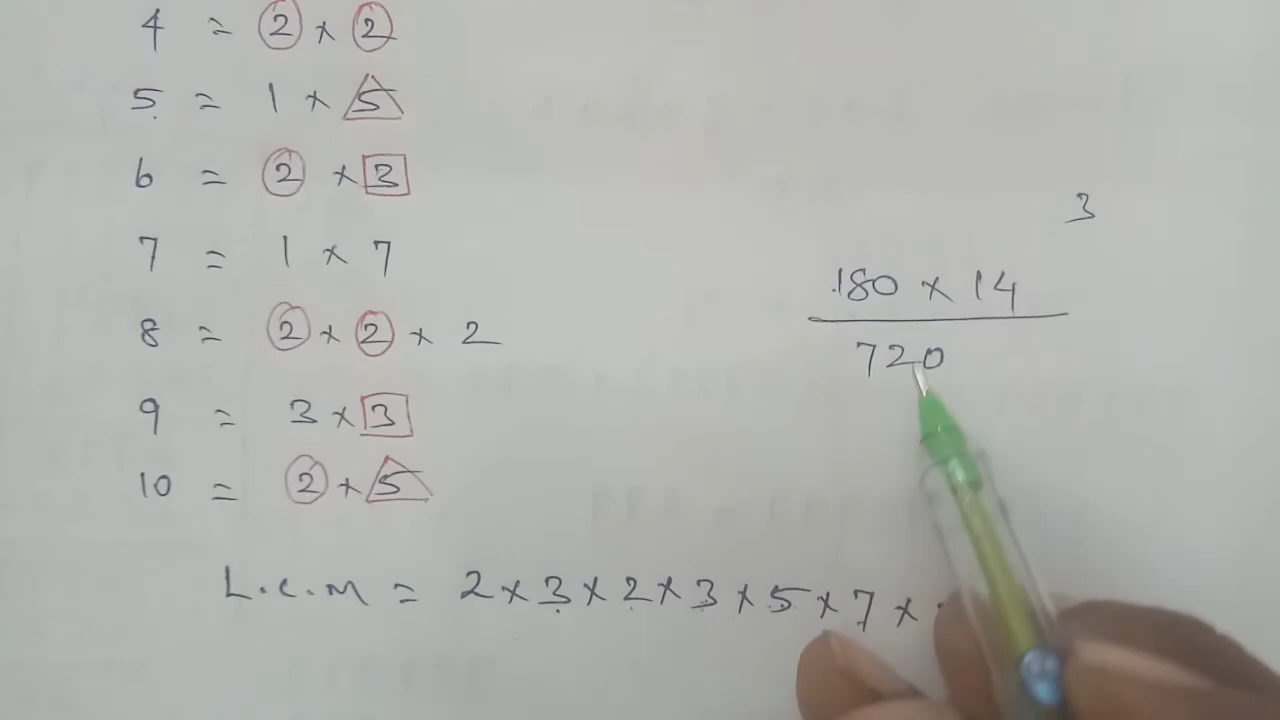 4 = 2 × 2
5 = 1 × 5
6 = 2 × 3
7 = 1 × 7
8 = 2 × 2 × 2
9 = 3 × 3
10 = 2 × 5
L.C.M = 2 × 3 × 2 × 3 × 5 × 7 ×
3
180 × 14
720